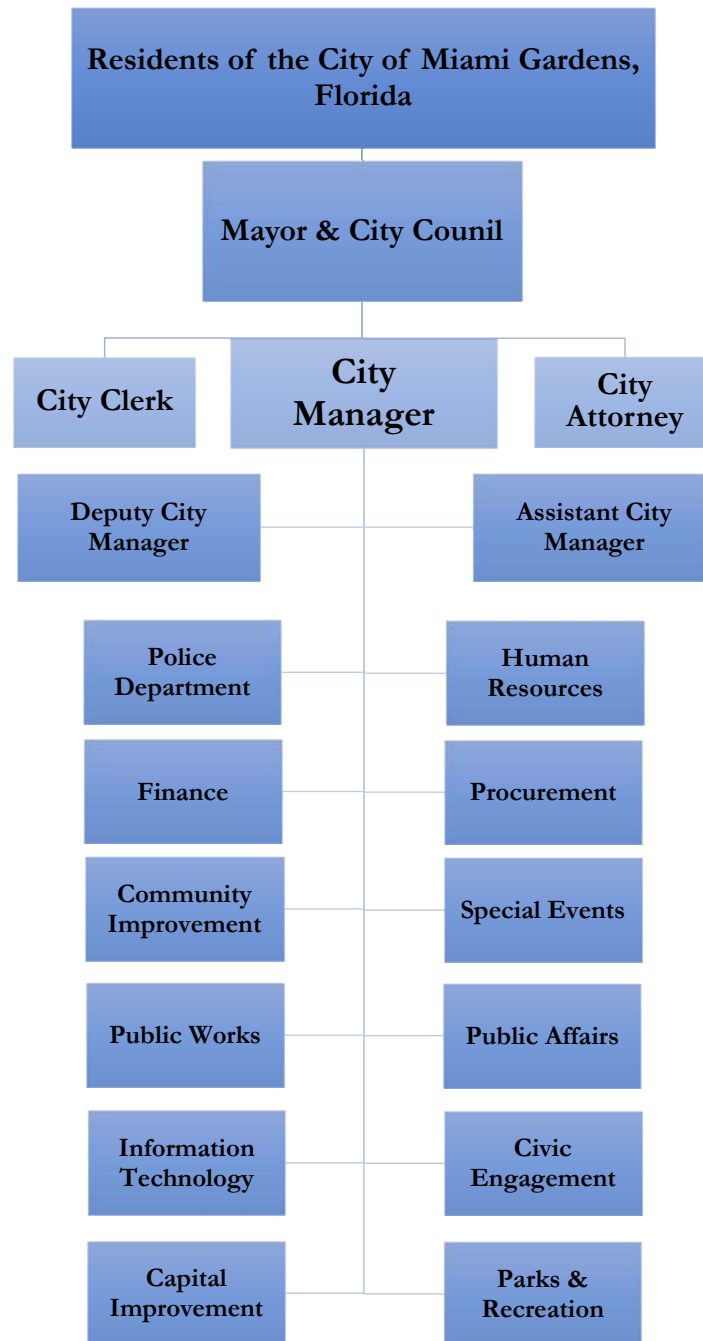 Residents of the City of Miami Gardens,
Florida
Mayor & City Counil
City Clerk
City
Manager
City
Attorney
Deputy City
Manager
Assistant City
Manager
Police
Department
Human
Resources
Finance
Procurement
Community
Improvement
Special Events
Public Works
Public Affairs
Information
Technology
Civic
Engagement
Capital
Improvement
Parks &
Recreation